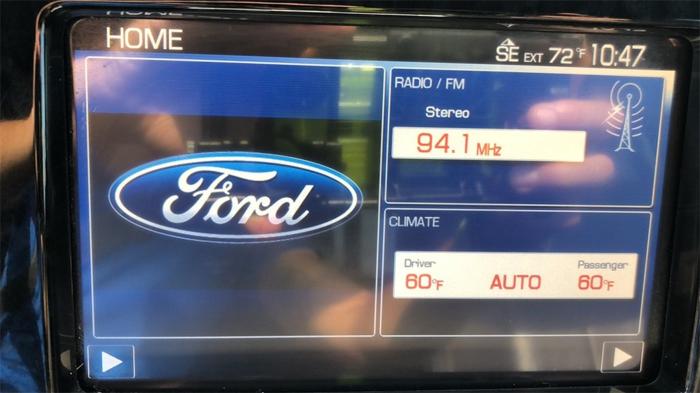 HOME
SE EXT 72°F 10:47
Ford
RADIO / FM
Stereo
94.1 MHz
CLIMATE
Driver
Passenger
60°F AUTO 60°F